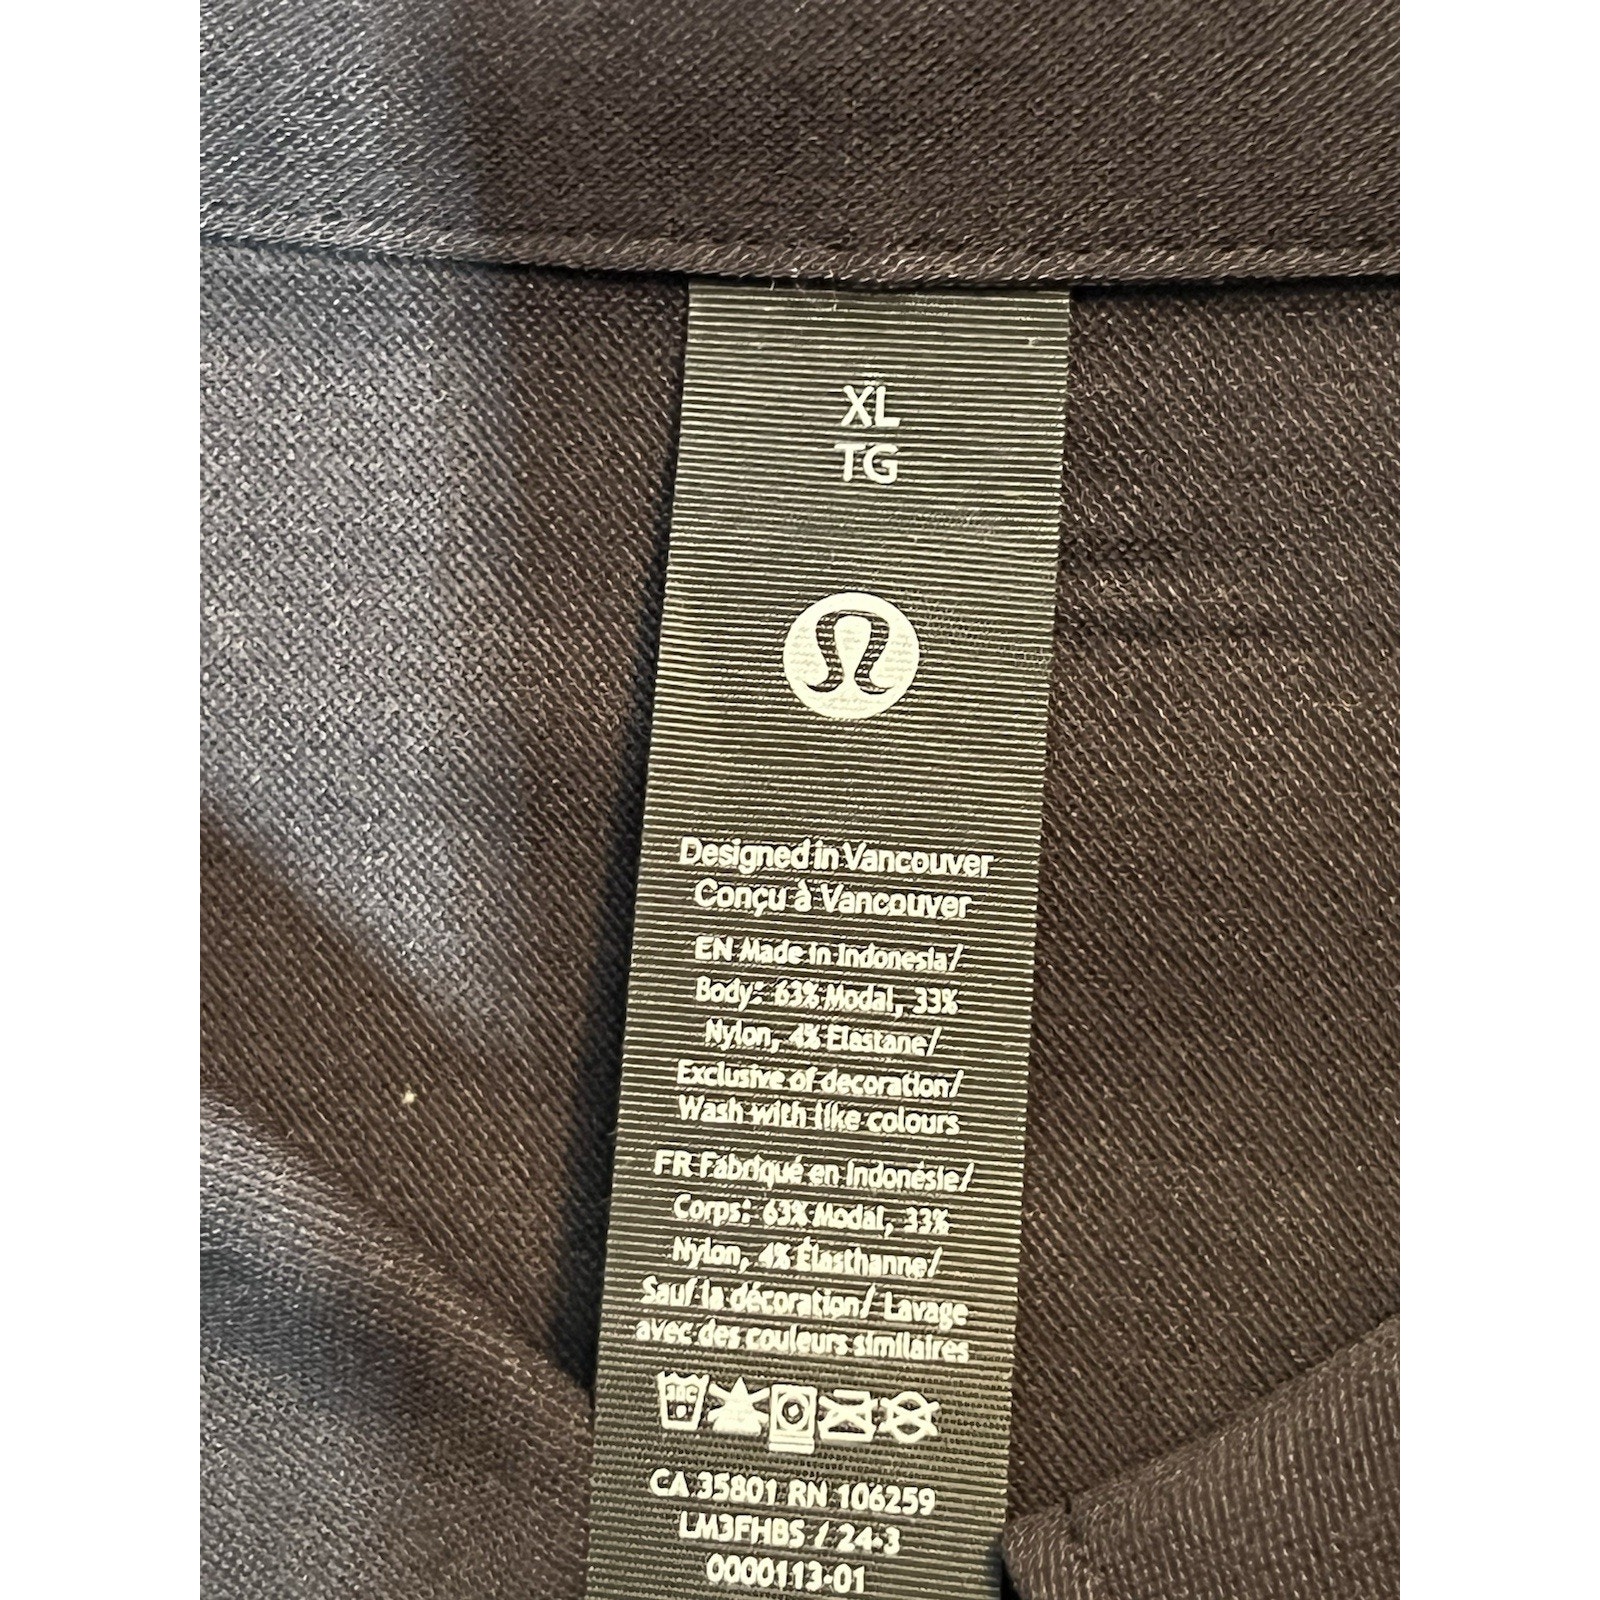 XL
TG
Designed in Vancouver
Conçu à Vancouver
EN Made in Indonesia/
Body: 63% Modal, 33%
Nylon, 4% Elastane/
Exclusive of decoration/
Wash with like colours
FR Fabriqué en Indonésie/
Corps: 63% Modal, 33%
Nylon, 4% Élasthanne/
Sauf la décoration/ Lavage
avec des couleurs similaires
30C
CA 35801 RN 106259
LM3FHBS / 24-3
0000113-01